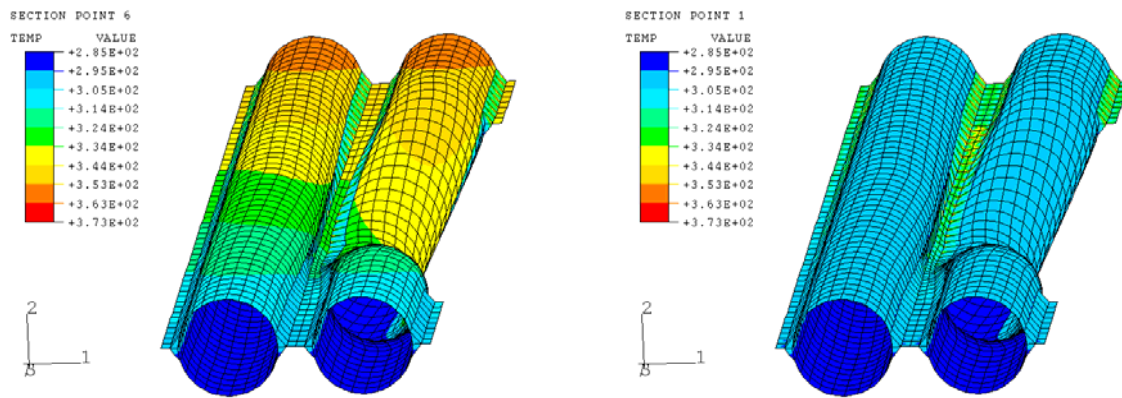 SECTION POINT 6
TEMP VALUE
+2.85E+02
+2.95E+02
+3.05E+02
+3.14E+02
+3.24E+02
+3.34E+02
+3.44E+02
+3.53E+02
+3.63E+02
+3.73E+02
2
1
SECTION POINT 1
TEMP VALUE
+2.85E+02
+2.95E+02
+3.05E+02
+3.14E+02
+3.24E+02
+3.34E+02
+3.44E+02
+3.53E+02
+3.63E+02
+3.73E+02
2
1